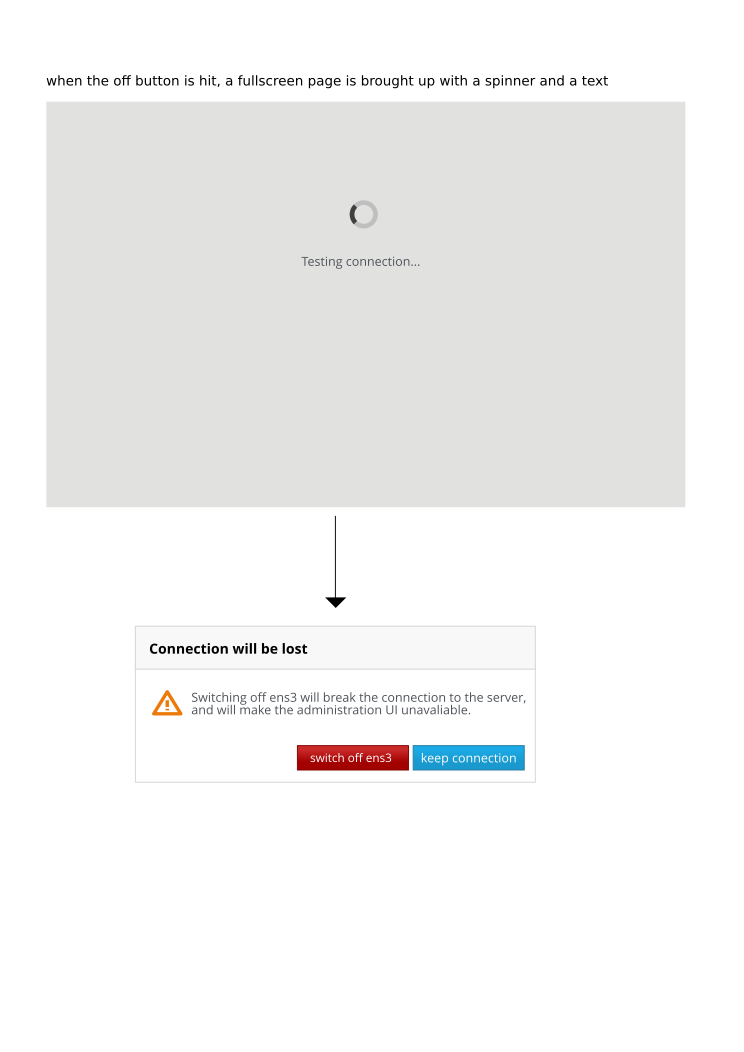 when the off button is hit, a fullscreen page is brought up with a spinner and a text
Testing connection...
Connection will be lost
Switching off ens3 will break the connection to the server,
and will make the administration UI unavaliable.
switch off ens3
keep connection